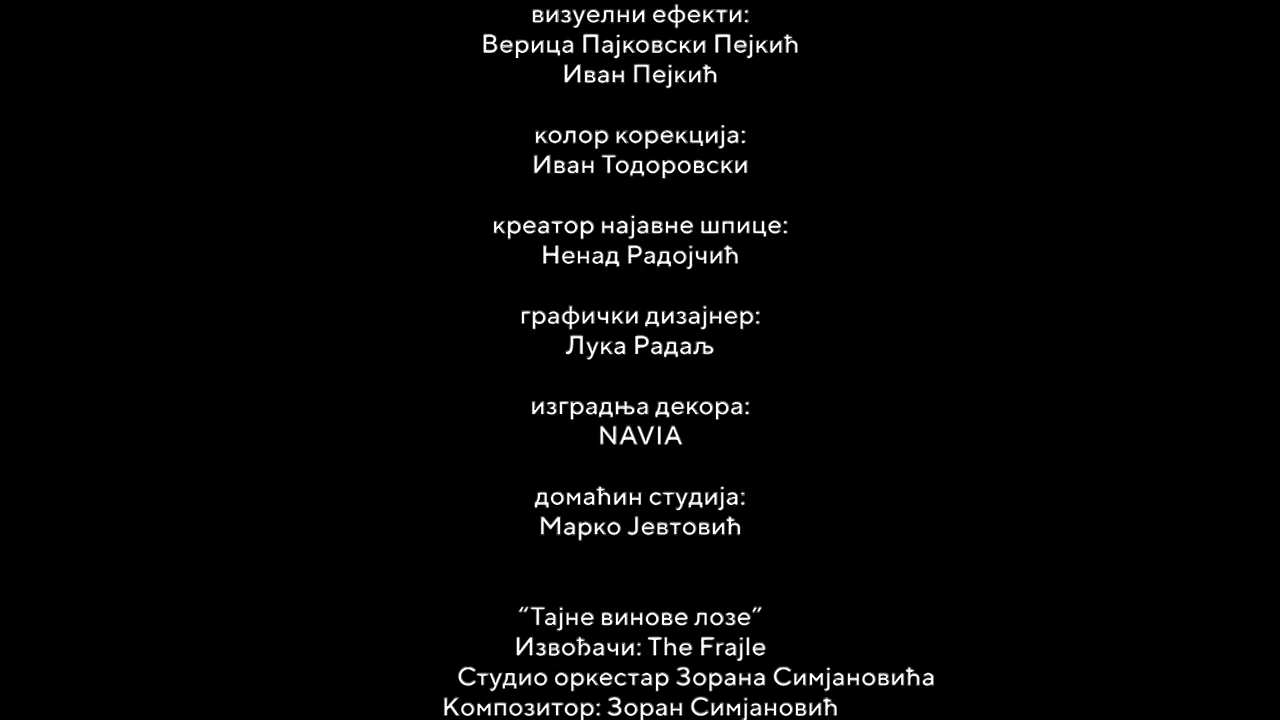 визуелни ефекти:
Верица Пајковски Пејкић
Иван Пејкић
колор корекција:
Иван Тодоровски
креатор најавне шпице:
Ненад Радојчић
графички дизајнер:
Лука Радаљ
изградња декора:
NAVIA
домаћин студија:
Марко Јевтовић
“Тајне винове лозе”
Извођачи: The Frajle
Студио оркестар Зорана Симјановића
Композитор: Зоран Симјановић